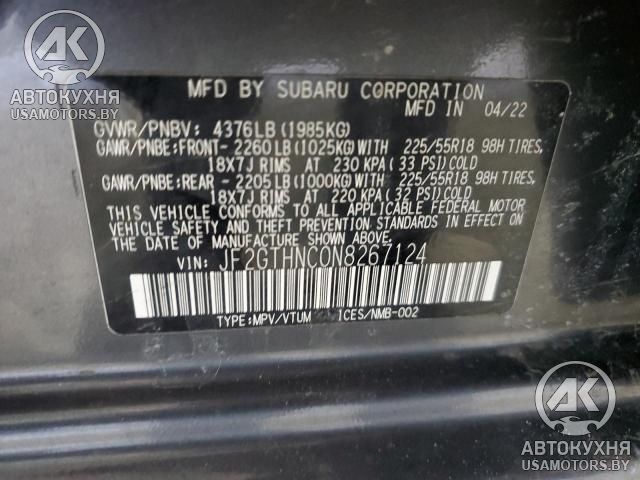 AK
АВТОКУХНЯ
USAMOTORS.BY
MFD BY SUBARU CORPORATION
MFD IN 04/22
GVWR/PNBV: 4376LB(1985KG)
GAWR/PNBE:FRONT- 2260LB(1025KG)WITH 225/55R18 98H TIRES,
18X7J RIMS AT 230 KPA(33 PSI)COLD
GAWR/PNBE:REAR - 2205LB(1000KG)WITH 225/55R18 98H TIRES,
18X7J RIMS AT 220 KPA(32 PSI)COLD
THIS VEHICLE CONFORMS TO ALL APPLICABLE FEDERAL MOTOR
VEHICLE SAFETY AND THEFT PREVENTION STANDARDS IN EFFECT ON
THE DATE OF MANUFACTURE SHOWN ABOVE.
VIN: JF2GTHNC0N8267124
TYPE:MPV/VTUM ICES/NMB-002
AK
АВТОКУХНЯ
USAMOTORS.BY